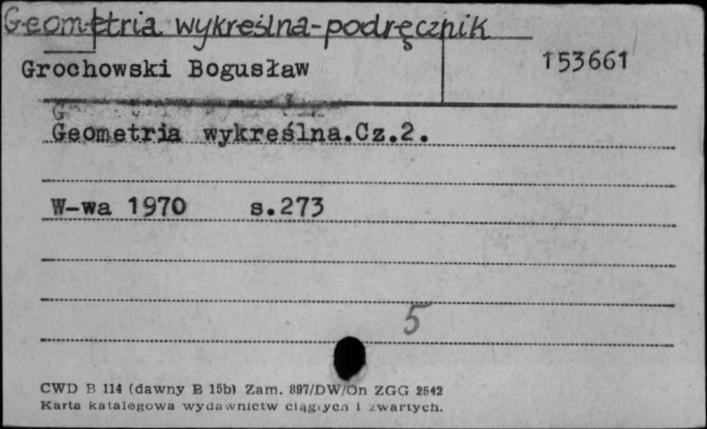 Geometria wykreślna-podręcznik
Grochowski Bogusław
153661
Geometria wykreślna.Cz.2.
W-wa 1970 s.273
5
CWD B 114 (dawny B 15b) Zam. 897/DW/On ZGG 2542
Karta katalogowa wydawnictw ciągłych i zwartych.